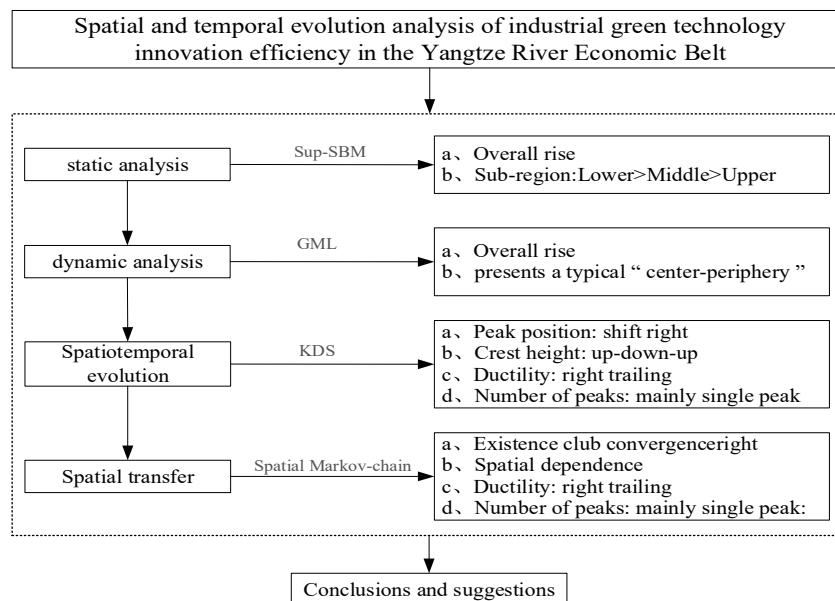 Spatial and temporal evolution analysis of industrial green technology
innovation efficiency in the Yangtze River Economic Belt
static analysis
Sup-SBM
a、Overall rise
b、Sub-region:Lower>Middle>Upper
dynamic analysis
GML
a、Overall rise
b、presents a typical “ center-periphery ”
Spatiotemporal
evolution
KDS
a、Peak position: shift right
b、Crest height: up-down-up
c、Ductility: right trailing
d、Number of peaks: mainly single peak
Spatial transfer
Spatial Markov-chain
a、Existence club convergenceright
b、Spatial dependence
c、Ductility: right trailing
d、Number of peaks: mainly single peak:
Conclusions and suggestions